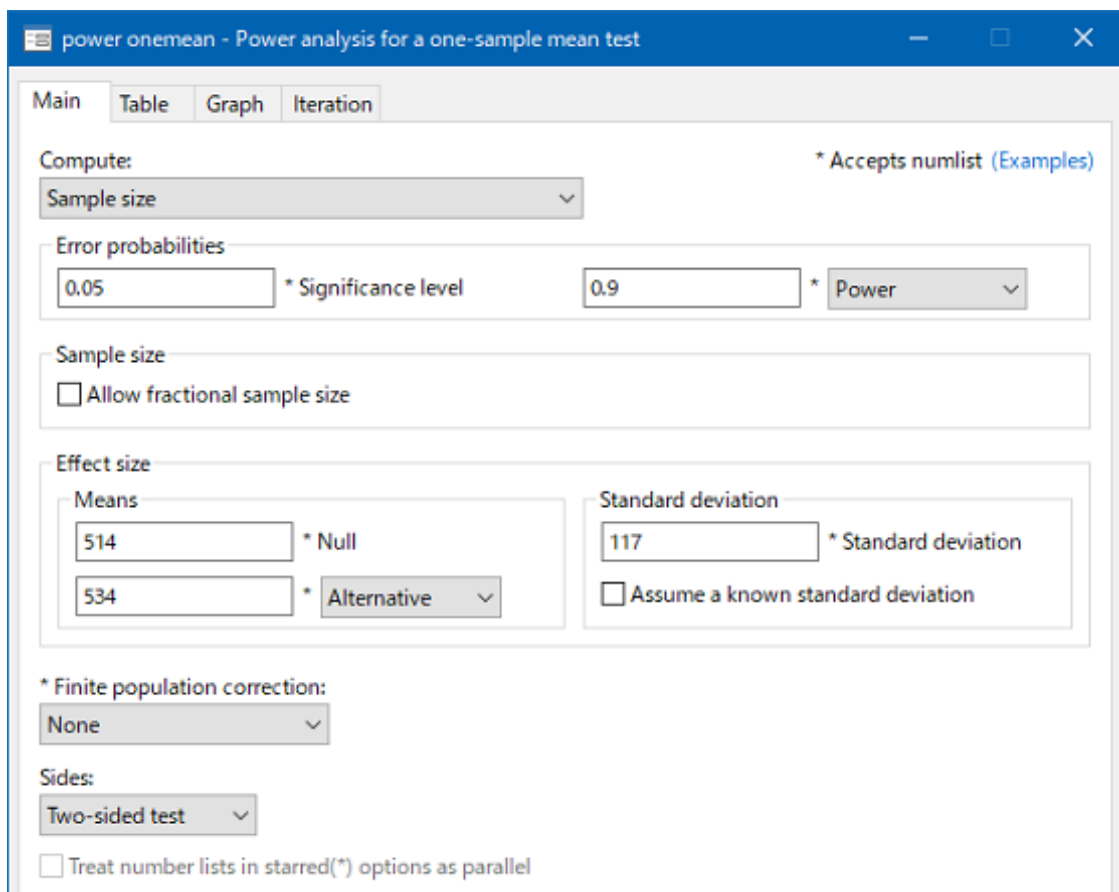 power onemean - Power analysis for a one-sample mean test
Main Table Graph Iteration
Compute: * Accepts numlist (Examples)
Sample size
Error probabilities
0.05 * Significance level 0.9 * Power
Sample size
Allow fractional sample size
Effect size
Means Standard deviation
514 * Null 117 * Standard deviation
534 * Alternative Assume a known standard deviation
* Finite population correction:
None
Sides:
Two-sided test
Treat number lists in starred(*) options as parallel